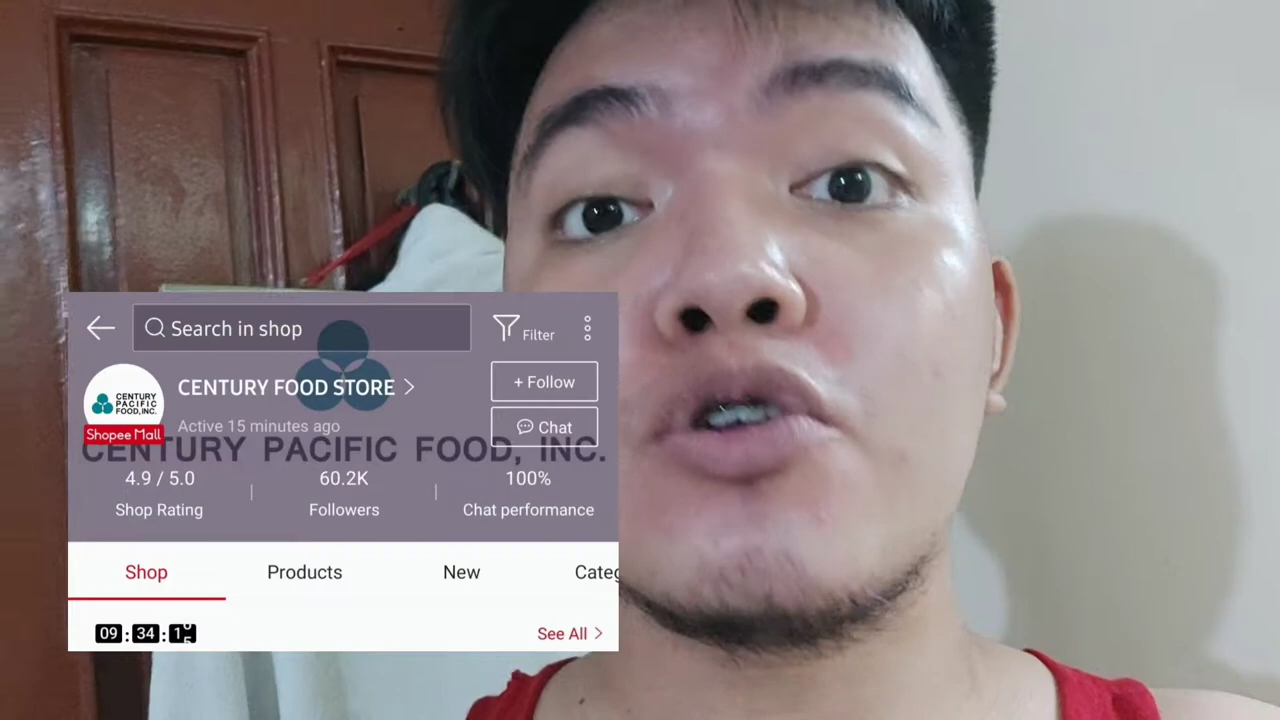 Search in shop
Filter
CENTURY
PACIFIC
FOOD, INC.
Shopee Mall
CENTURY FOOD STORE
Active 15 minutes ago
+ Follow
Chat
CENTURY PACIFIC FOOD, INC.
4.9 / 5.0
60.2K
100%
Shop Rating
Followers
Chat performance
Shop
Products
New
Categ
09 : 34 :
See All